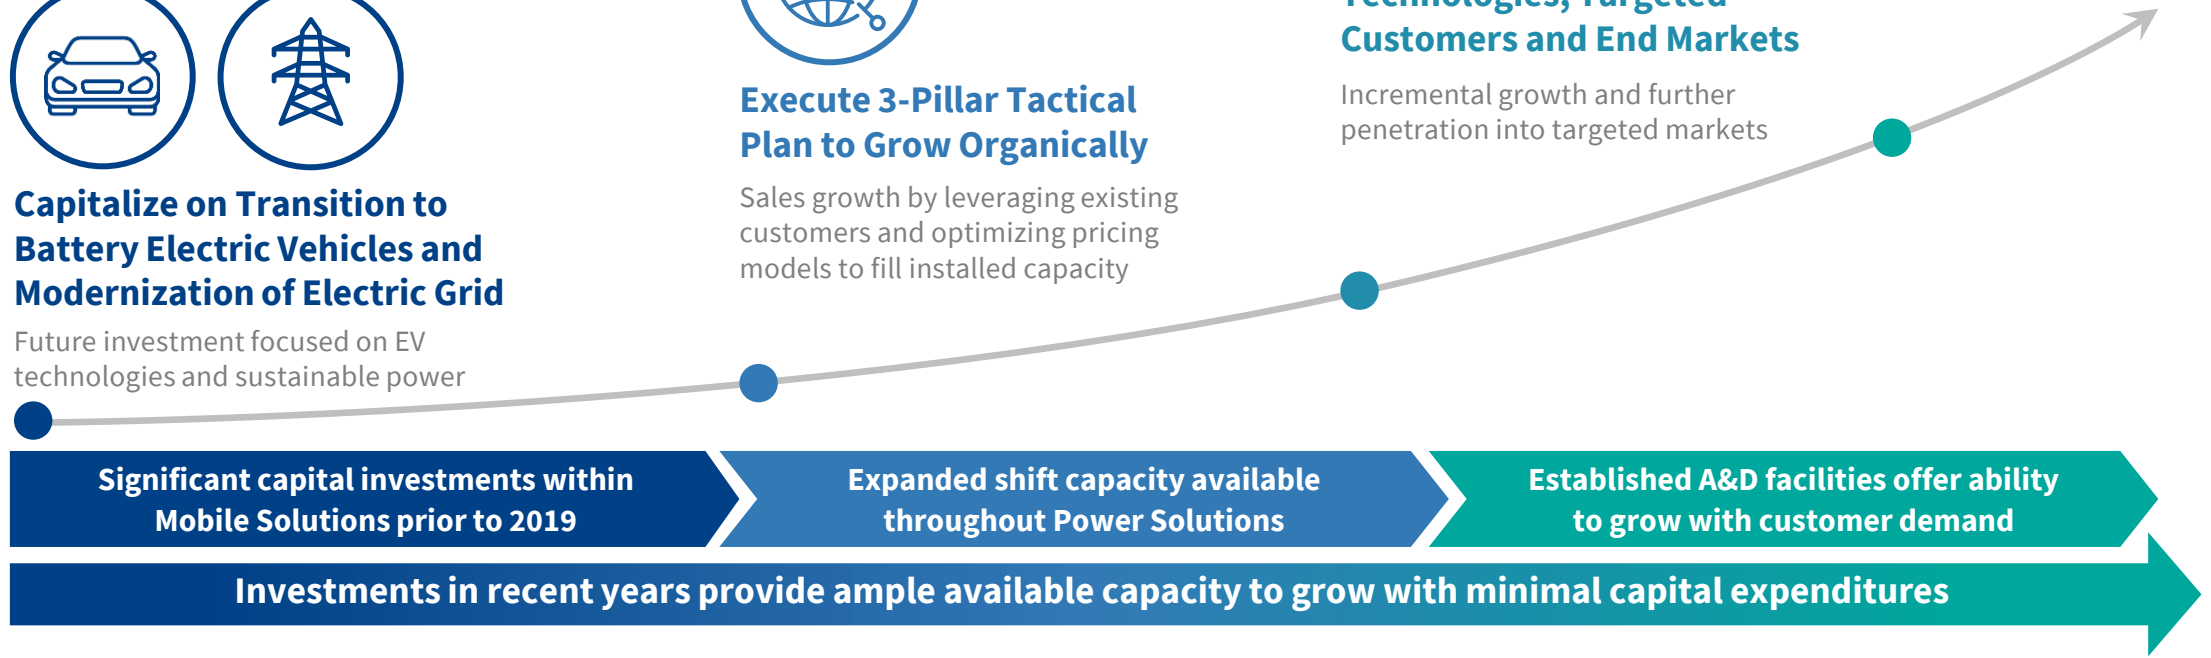 Capitalize on Transition to
Battery Electric Vehicles and
Modernization of Electric Grid
Future investment focused on EV
technologies and sustainable power
Execute 3-Pillar Tactical
Plan to Grow Organically
Sales growth by leveraging existing
customers and optimizing pricing
models to fill installed capacity
Technologies, Targeted
Customers and End Markets
Incremental growth and further
penetration into targeted markets
Significant capital investments within
Mobile Solutions prior to 2019
Expanded shift capacity available
throughout Power Solutions
Established A&D facilities offer ability
to grow with customer demand
Investments in recent years provide ample available capacity to grow with minimal capital expenditures